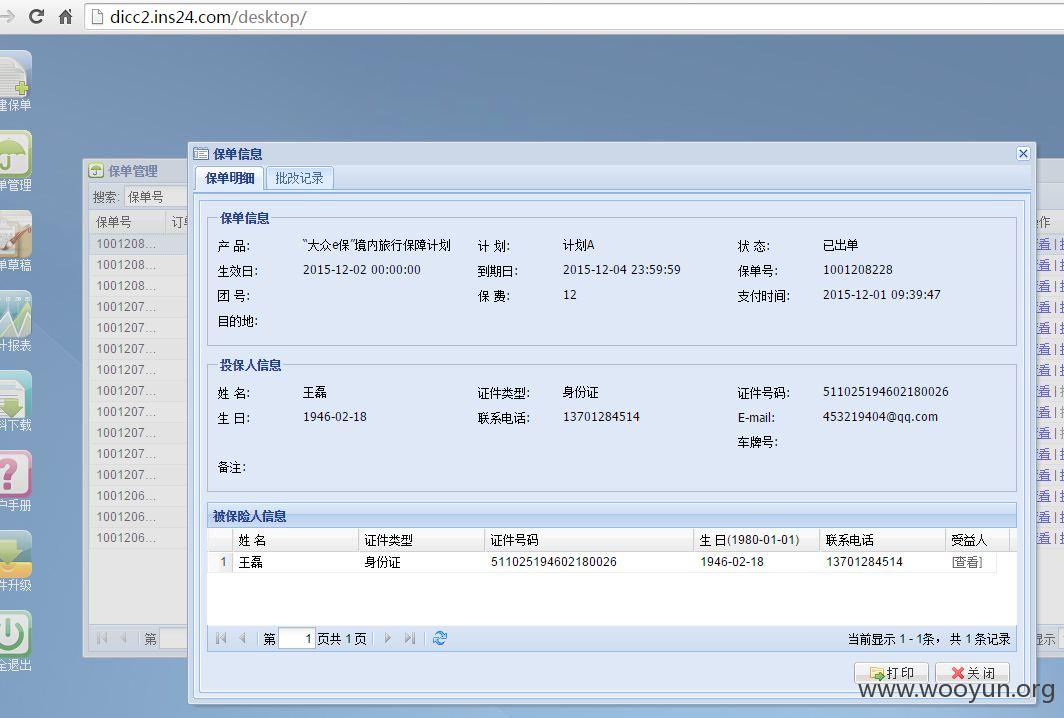 dicc2.ins24.com/desktop/
建保单
单管理
单草稿
计报表
料下载
户手册
件升级
全退出
保单管理
搜索: 保单号
保单号 订单
1001208...
1001208...
1001208...
1001207...
1001207...
1001207...
1001207...
1001207...
1001207...
1001207...
1001207...
1001207...
1001206...
1001206...
1001206...
第
保单信息
保单明细 批改记录
保单信息
产 品: “大众e保”境内旅行保障计划 计 划: 计划A 状 态: 已出单
生效日: 2015-12-02 00:00:00 到期日: 2015-12-04 23:59:59 保单号: 1001208228
团 号: 保 费: 12 支付时间: 2015-12-01 09:39:47
目的地:
投保人信息
姓 名: 王磊 证件类型: 身份证 证件号码: 511025194602180026
生 日: 1946-02-18 联系电话: 13701284514 E-mail: 453219404@qq.com
车牌号:
备注:
被保险人信息
姓 名 证件类型 证件号码 生 日(1980-01-01) 联系电话 受益人
1 王磊 身份证 511025194602180026 1946-02-18 13701284514 [查看]
第 1 页共 1 页 当前显示 1 - 1条，共 1 条记录
打印 关 闭
www.wooyun.org